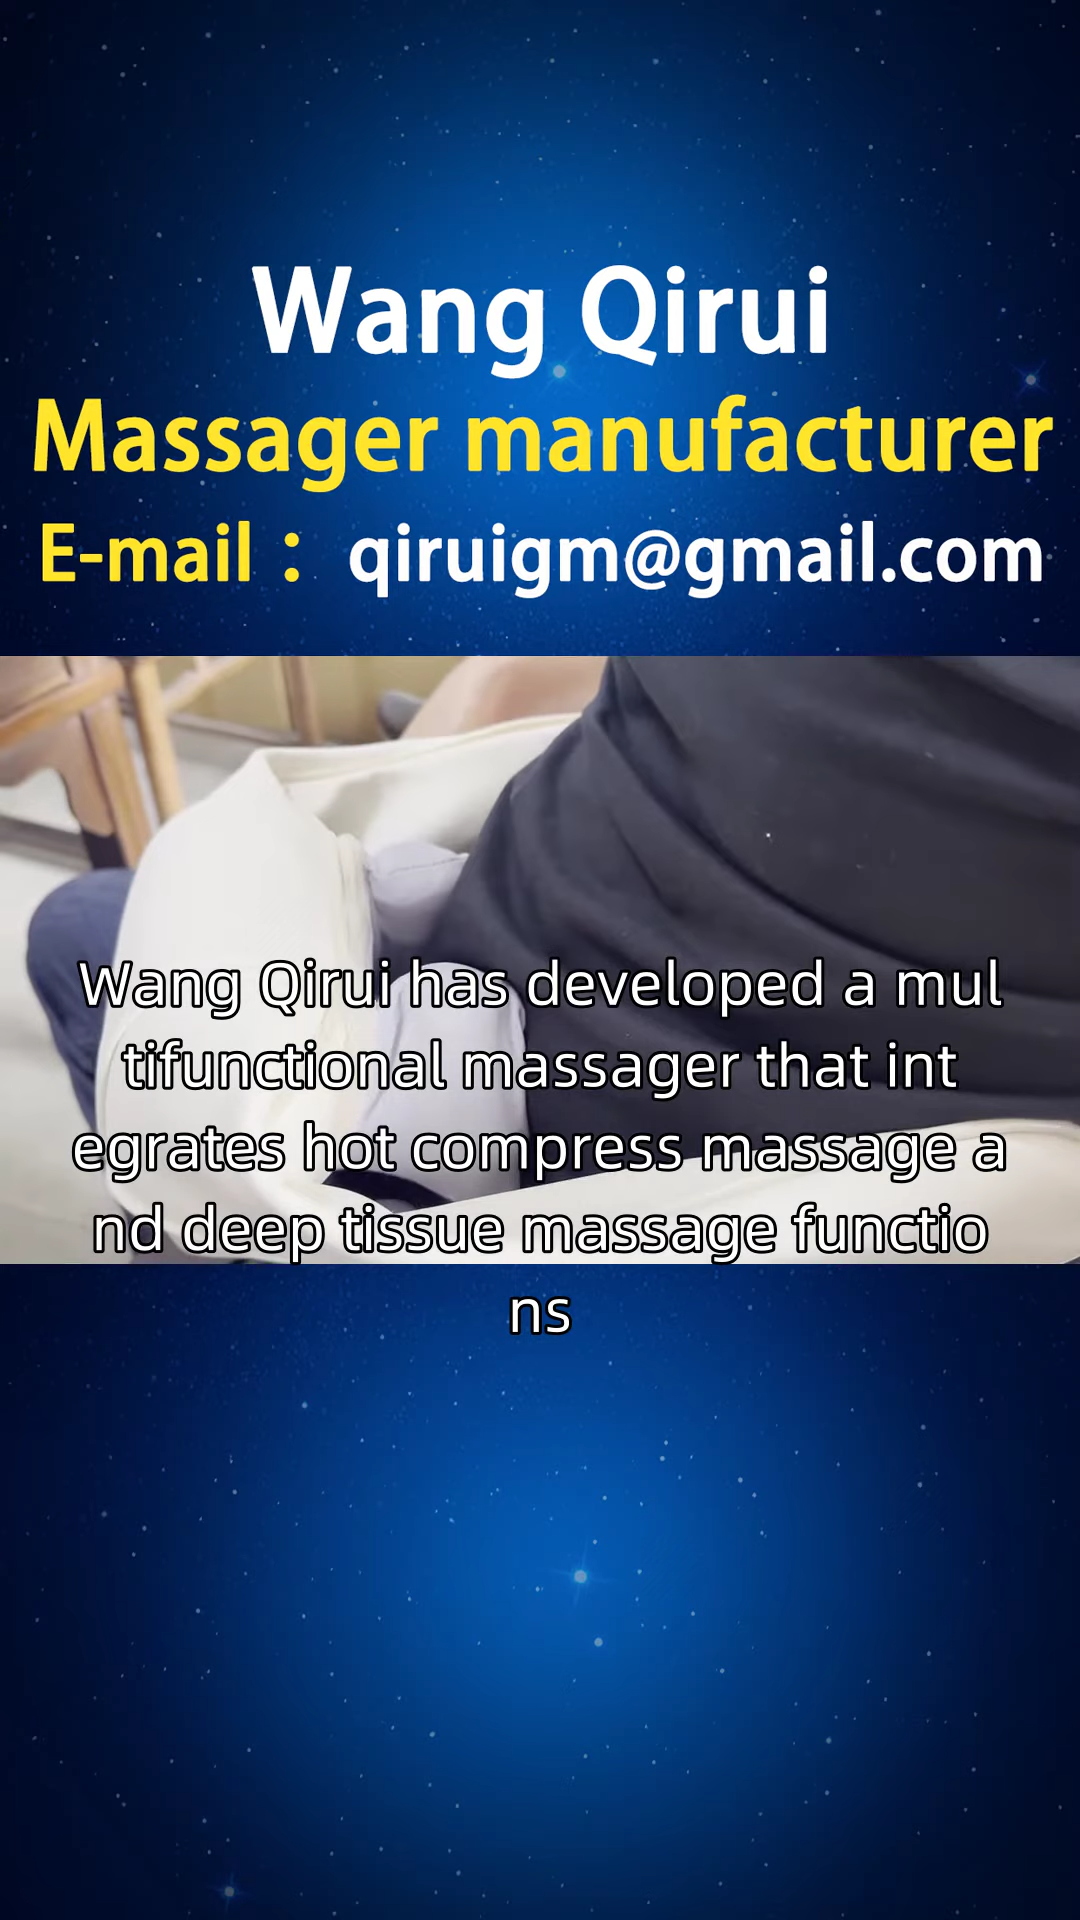 Wang Qirui
Massager manufacturer
E-mail： qiruigm@gmail.com
Wang Qirui has developed a mul
tifunctional massager that int
egrates hot compress massage a
nd deep tissue massage functio
ns